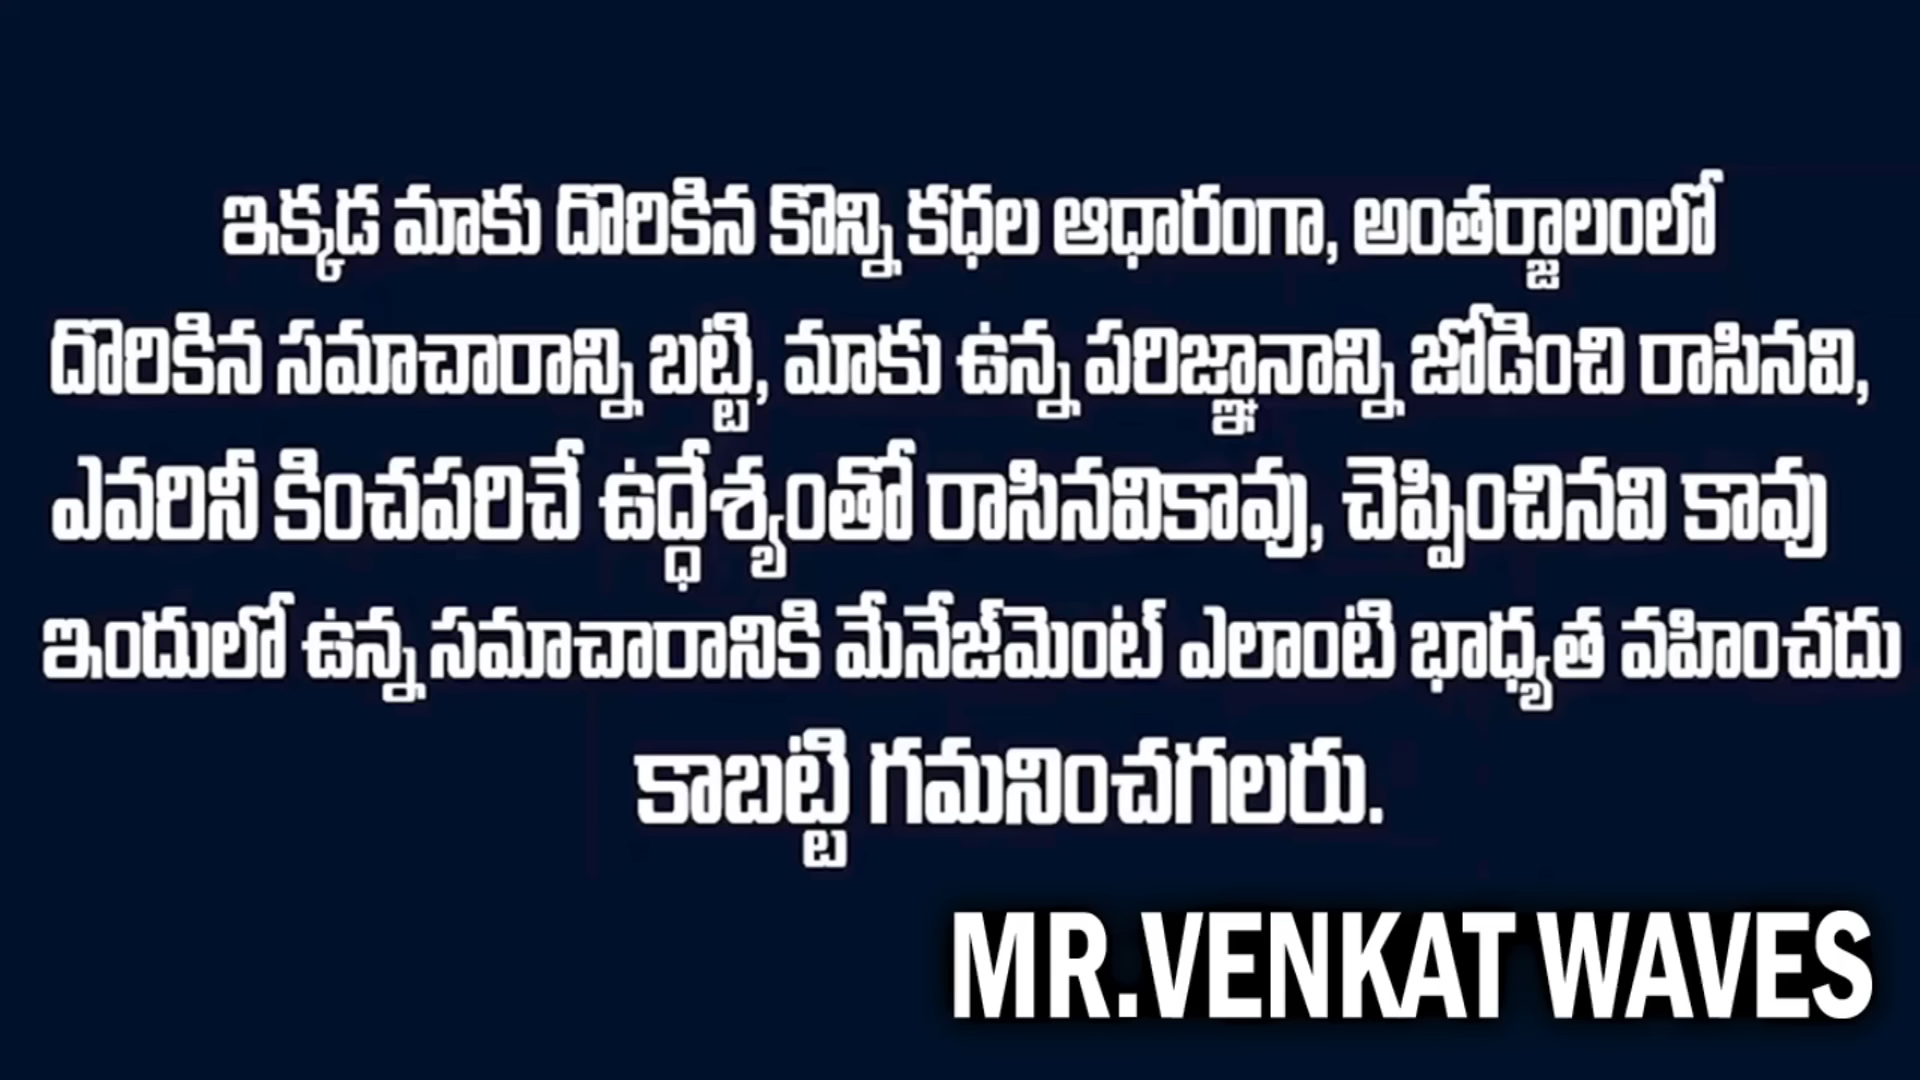 ఇక్కడ మాకు దొరికిన కొన్ని కధల ఆధారంగా, అంతర్జాలంలో
దొరికిన సమాచారాన్ని బట్టి, మాకు ఉన్న పరిజ్ఞానాన్ని జోడించి రాసినవి,
ఎవరినీ కించపరిచే ఉద్ధేశ్యంతో రాసినవికావు, చెప్పించినవి కావు
ఇందులో ఉన్న సమాచారానికి మేనేజ్‌మెంట్ ఎలాంటి భాధ్యత వహించదు
కాబట్టి గమనించగలరు.
MR.VENKAT WAVES